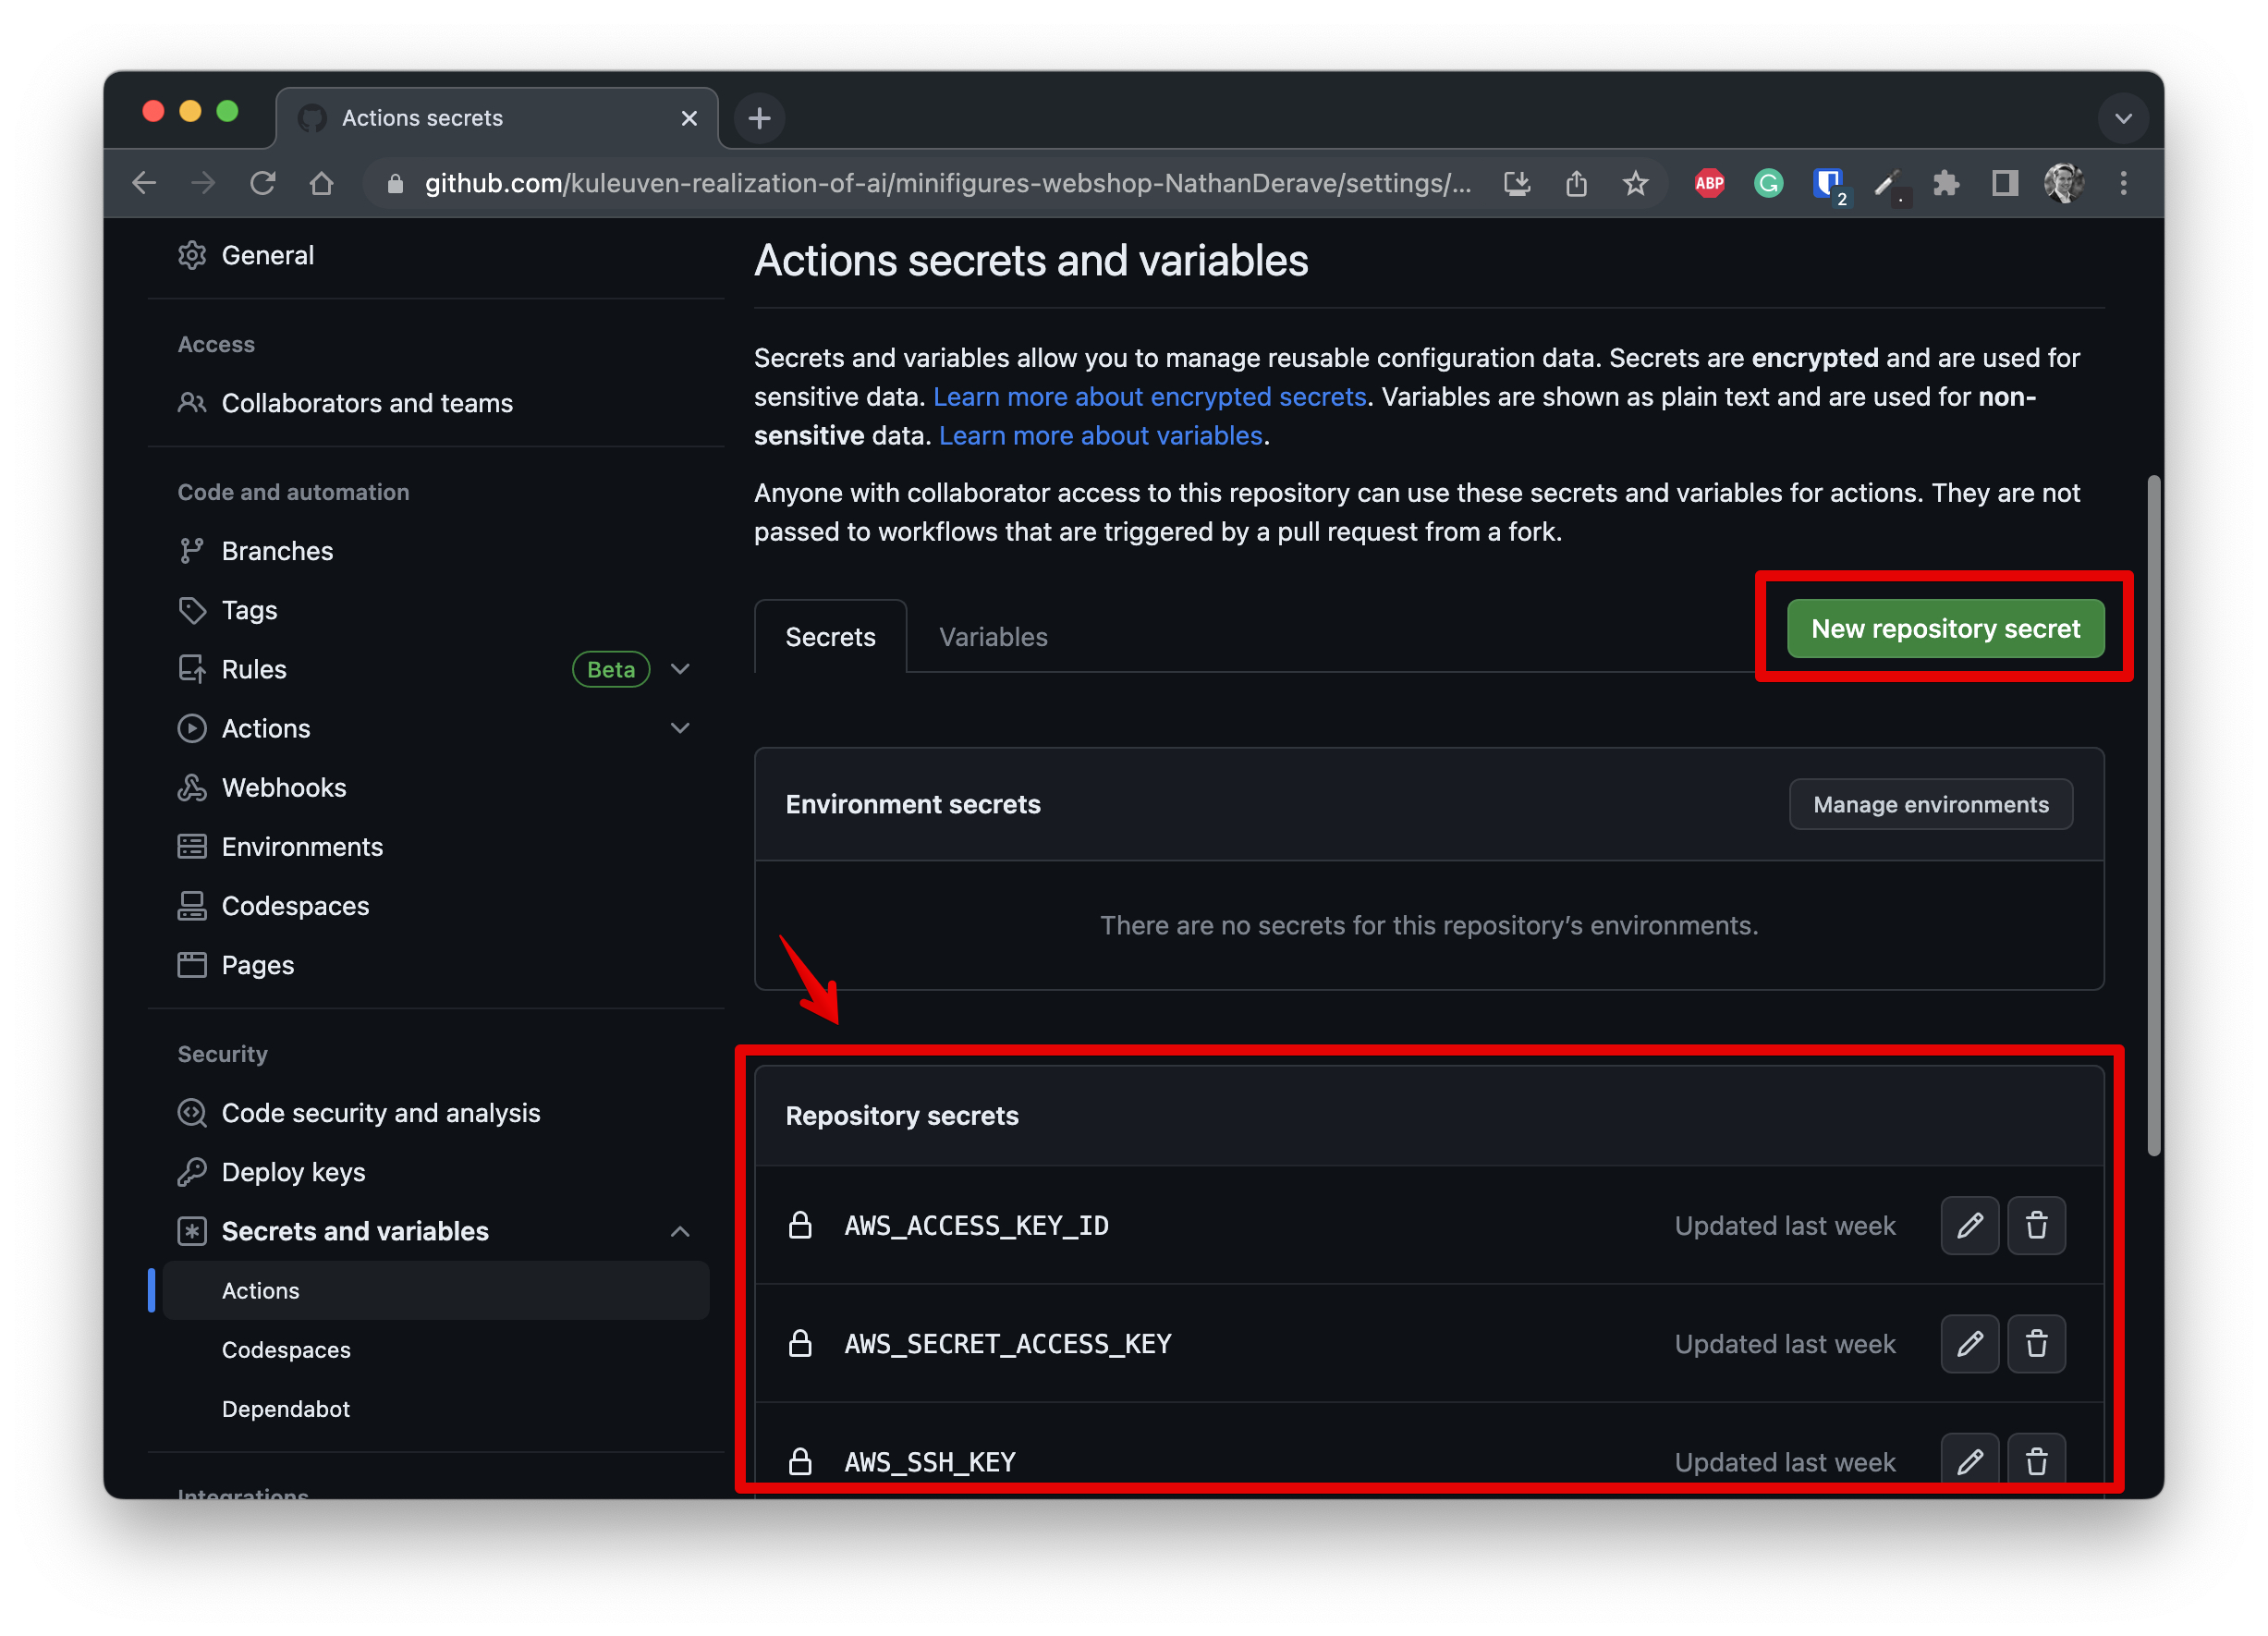 Actions secrets
github.com/kuleuven-realization-of-ai/minifigures-webshop-NathanDerave/settings/...
ABP
2
General
Access
Collaborators and teams
Code and automation
Branches
Tags
Rules Beta
Actions
Webhooks
Environments
Codespaces
Pages
Security
Code security and analysis
Deploy keys
Secrets and variables
Actions
Codespaces
Dependabot
Integrations
Actions secrets and variables
Secrets and variables allow you to manage reusable configuration data. Secrets are encrypted and are used for
sensitive data. Learn more about encrypted secrets. Variables are shown as plain text and are used for non-
sensitive data. Learn more about variables.
Anyone with collaborator access to this repository can use these secrets and variables for actions. They are not
passed to workflows that are triggered by a pull request from a fork.
Secrets Variables New repository secret
Environment secrets Manage environments
There are no secrets for this repository’s environments.
Repository secrets
AWS_ACCESS_KEY_ID Updated last week
AWS_SECRET_ACCESS_KEY Updated last week
AWS_SSH_KEY Updated last week